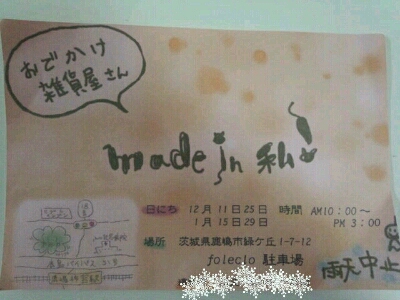 おでかけ
雑貨屋さん
made in 私
日にち 12月11日25日 時間 AM10:00～
1月15日29日 PM 3:00
場所 茨城県鹿嶋市緑ケ丘1-7-12
foleclo 駐車場
雨天中止